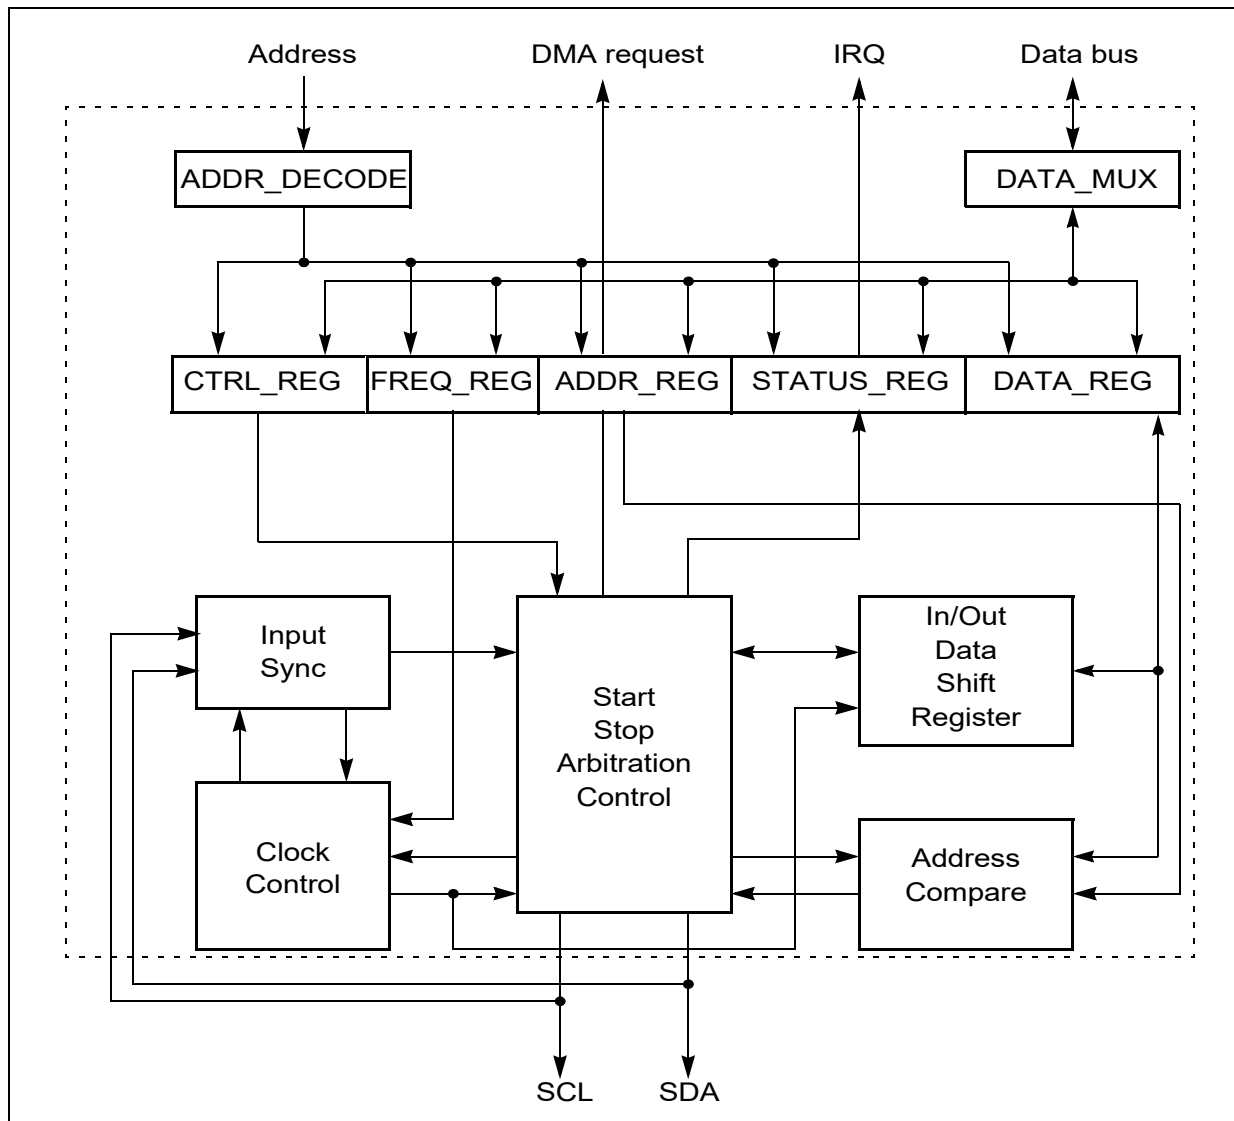 Address
DMA request
IRQ
Data bus
ADDR_DECODE
DATA_MUX
CTRL_REG
FREQ_REG
ADDR_REG
STATUS_REG
DATA_REG
Input
Sync
Start
Stop
Arbitration
Control
In/Out
Data
Shift
Register
Clock
Control
Address
Compare
SCL
SDA